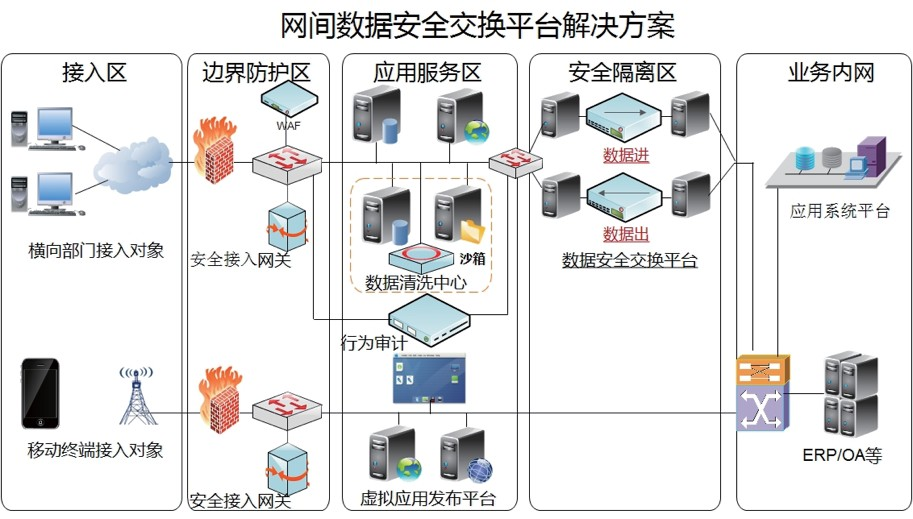 网间数据安全交换平台解决方案
接入区
边界防护区
应用服务区
安全隔离区
业务内网
WAF
数据进
横向部门接入对象
安全接入网关
沙箱
数据清洗中心
数据出
数据安全交换平台
应用系统平台
行为审计
移动终端接入对象
安全接入网关
虚拟应用发布平台
ERP/OA等